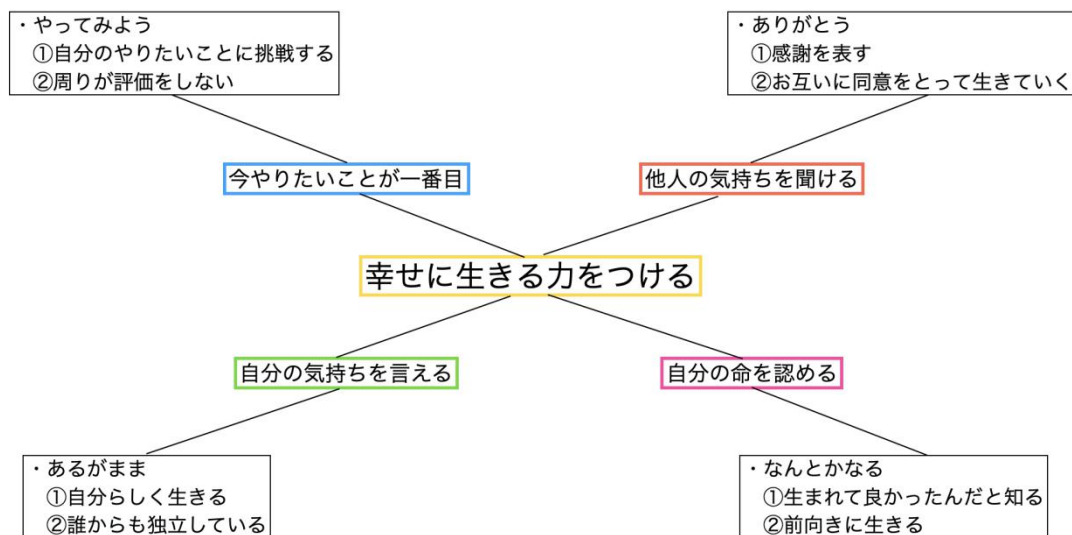 ・やってみよう
①自分のやりたいことに挑戦する
②周りが評価をしない
・ありがとう
①感謝を表す
②お互いに同意をとって生きていく
今やりたいことが一番目
他人の気持ちを聞ける
幸せに生きる力をつける
自分の気持ちを言える
自分の命を認める
・あるがまま
①自分らしく生きる
②誰からも独立している
・なんとかなる
①生まれて良かったんだと知る
②前向きに生きる